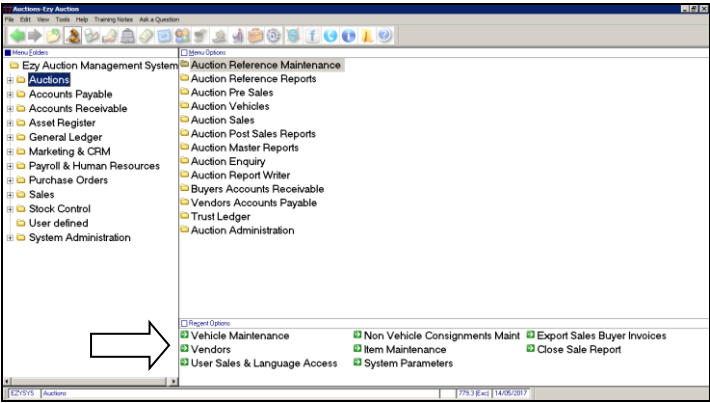 Auctions-Ezy Auction
File Edit View Tools Help Training Notes Ask a Question
Menu Folders
Ezy Auction Management System
Auctions
Accounts Payable
Accounts Receivable
Asset Register
General Ledger
Marketing & CRM
Payroll & Human Resources
Purchase Orders
Sales
Stock Control
User defined
System Administration
Menu Options
Auction Reference Maintenance
Auction Reference Reports
Auction Pre Sales
Auction Vehicles
Auction Sales
Auction Post Sales Reports
Auction Master Reports
Auction Enquiry
Auction Report Writer
Buyers Accounts Receivable
Vendors Accounts Payable
Trust Ledger
Auction Administration
Recent Options
Vehicle Maintenance Non Vehicle Consignments Maint Export Sales Buyer Invoices
Vendors Item Maintenance Close Sale Report
User Sales & Language Access System Parameters
EZYSYS Auctions 779.3 (Exc) 14/05/2017